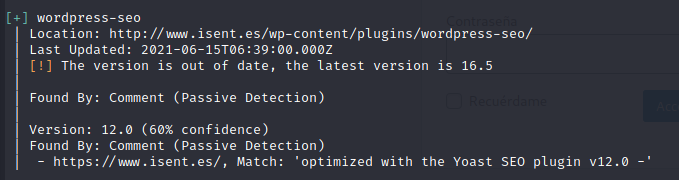 [+] wordpress-seo
| Location: http://www.isent.es/wp-content/plugins/wordpress-seo/
| Last Updated: 2021-06-15T06:39:00.000Z
| [!] The version is out of date, the latest version is 16.5
|
| Found By: Comment (Passive Detection)
|
| Version: 12.0 (60% confidence)
| Found By: Comment (Passive Detection)
|  - https://www.isent.es/, Match: 'optimized with the Yoast SEO plugin v12.0 -'
Contraseña
Recuérdame